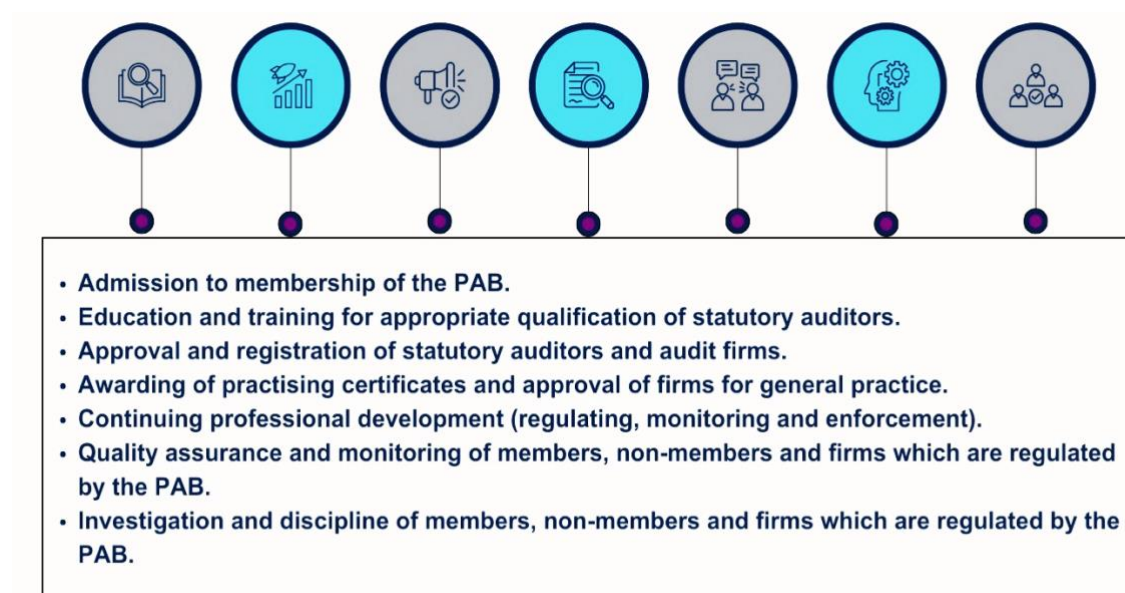 • Admission to membership of the PAB.
• Education and training for appropriate qualification of statutory auditors.
• Approval and registration of statutory auditors and audit firms.
• Awarding of practising certificates and approval of firms for general practice.
• Continuing professional development (regulating, monitoring and enforcement).
• Quality assurance and monitoring of members, non-members and firms which are regulated
by the PAB.
• Investigation and discipline of members, non-members and firms which are regulated by the
PAB.